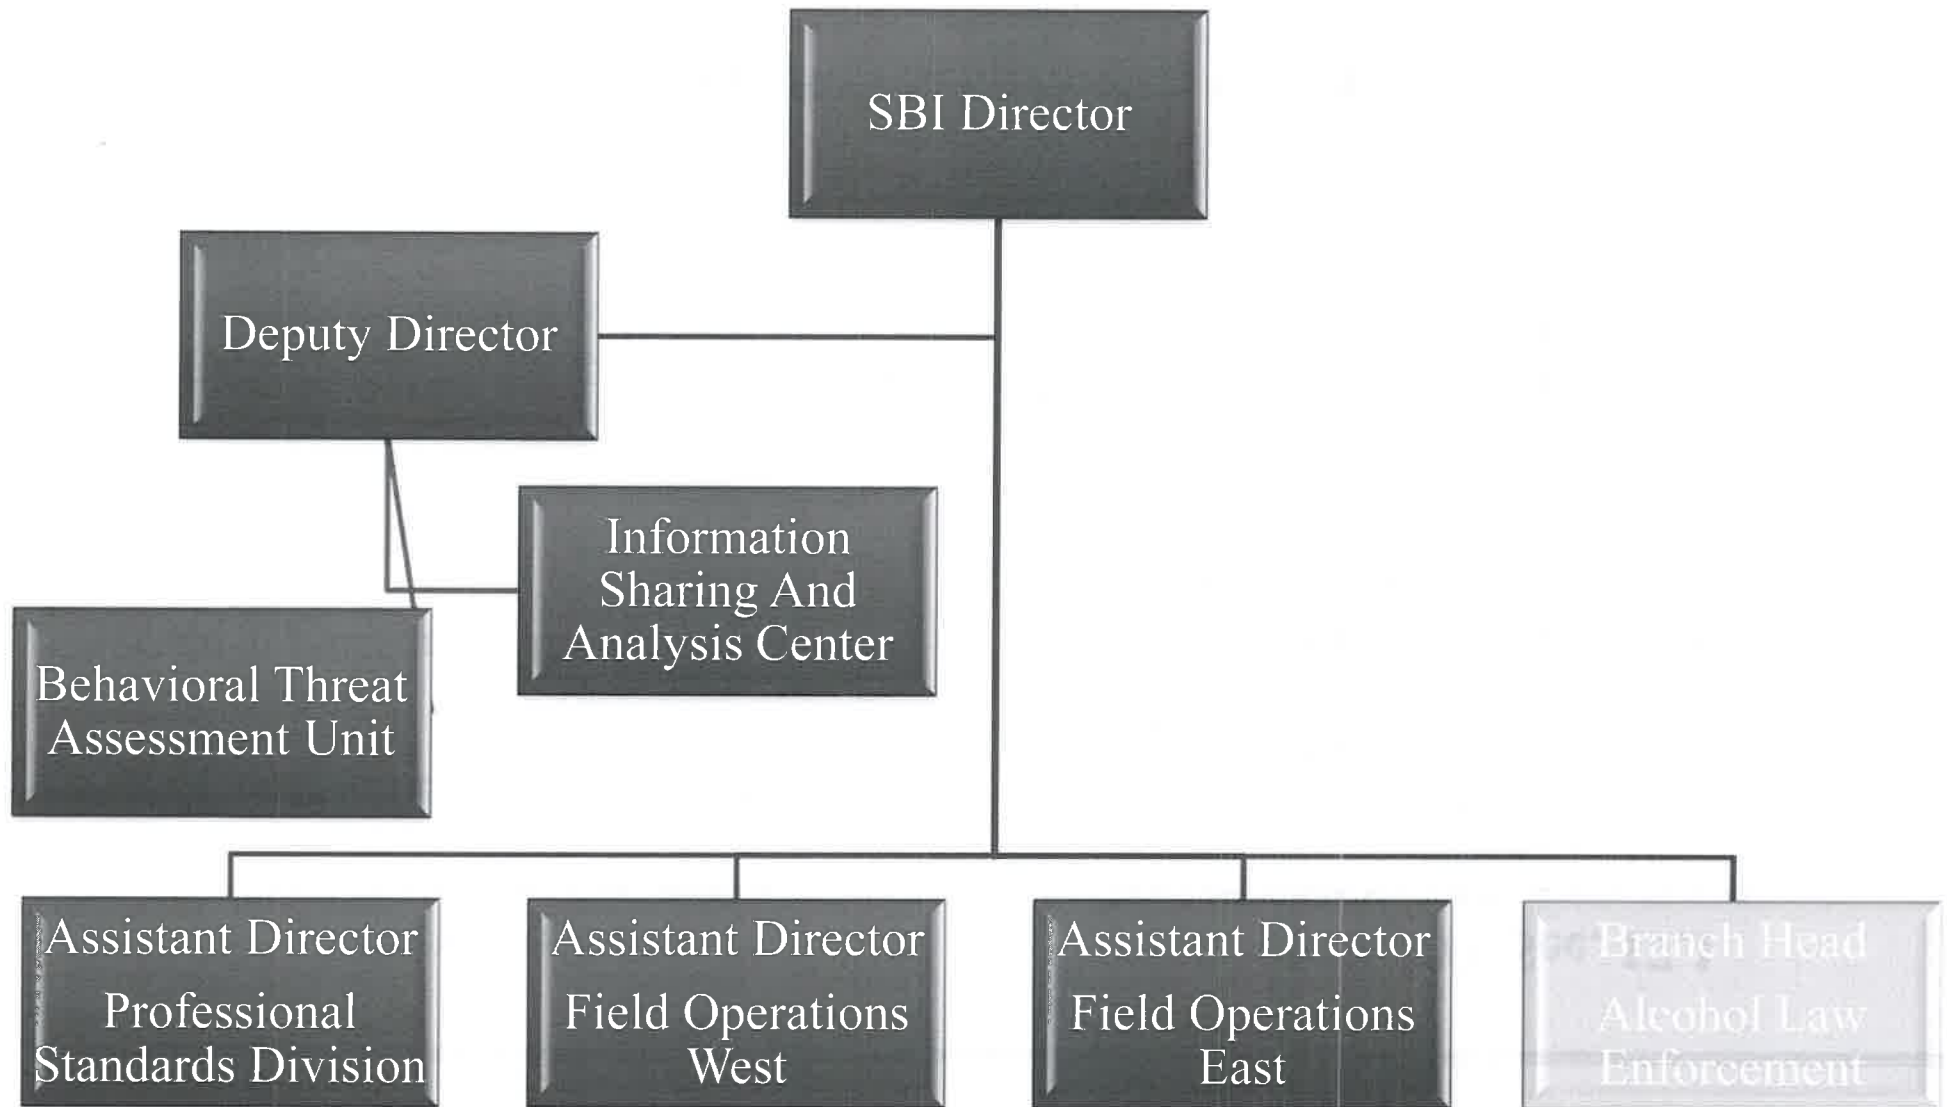 SBI Director
Deputy Director
Information
Sharing And
Analysis Center
Behavioral Threat
Assessment Unit
Assistant Director
Professional
Standards Division
Assistant Director
Field Operations
West
Assistant Director
Field Operations
East
Branch Head
Alcohol Law
Enforcement